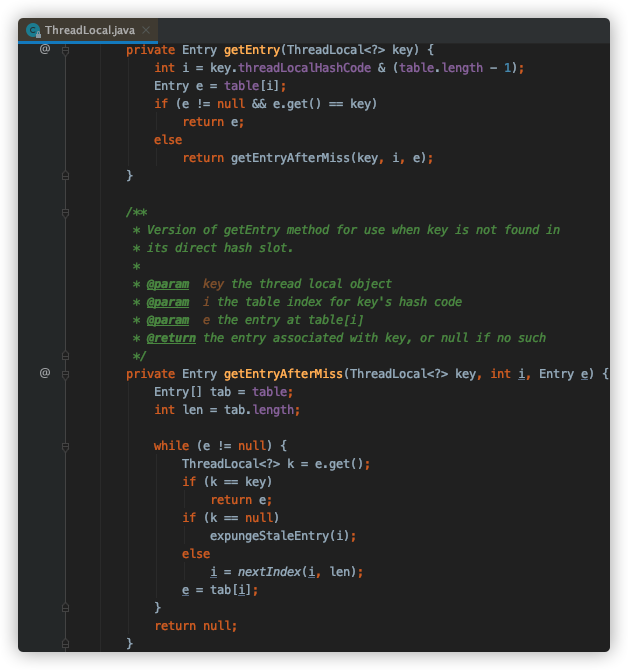 ThreadLocal.java
private Entry getEntry(ThreadLocal<?> key) {
int i = key.threadLocalHashCode & (table.length - 1);
Entry e = table[i];
if (e != null && e.get() == key)
return e;
else
return getEntryAfterMiss(key, i, e);
}
/**
* Version of getEntry method for use when key is not found in
* its direct hash slot.
*
* @param  key the thread local object
* @param  i the table index for key's hash code
* @param  e the entry at table[i]
* @return the entry associated with key, or null if no such
*/
private Entry getEntryAfterMiss(ThreadLocal<?> key, int i, Entry e) {
Entry[] tab = table;
int len = tab.length;
while (e != null) {
ThreadLocal<?> k = e.get();
if (k == key)
return e;
if (k == null)
expungeStaleEntry(i);
else
i = nextIndex(i, len);
e = tab[i];
}
return null;
}